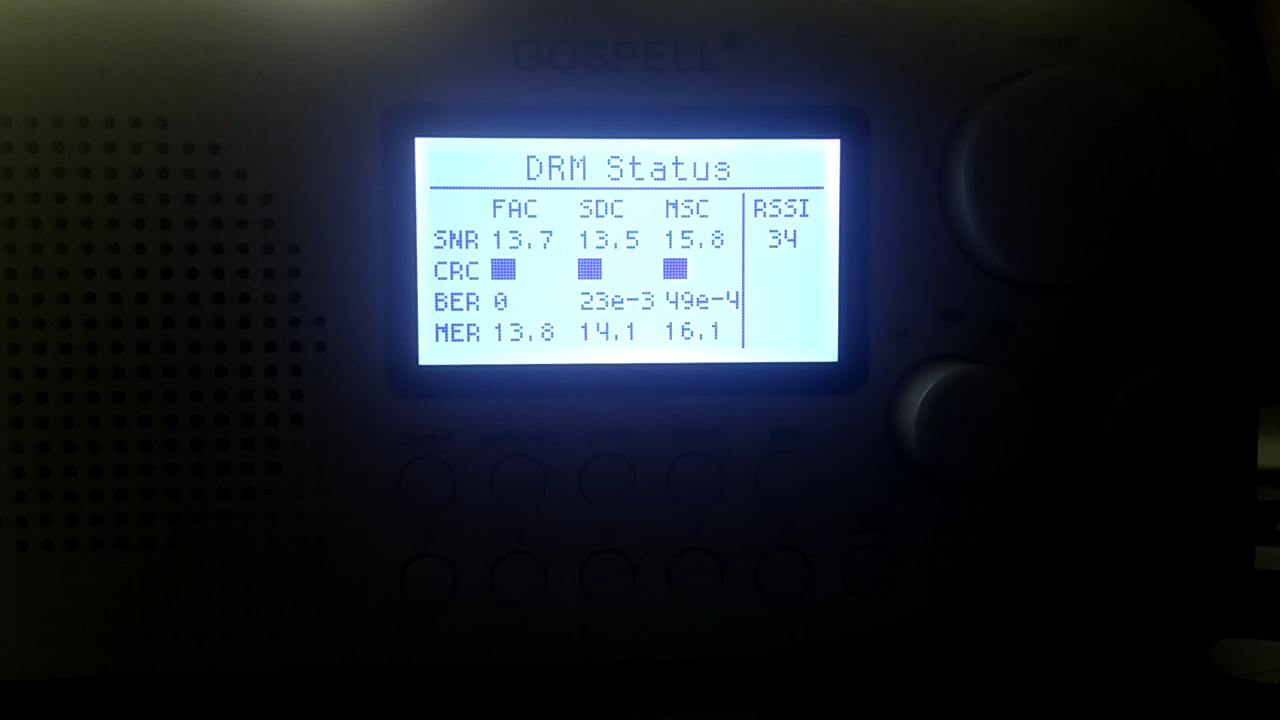 GOSPELL®
DRM Status
FAC SDC MSC RSSI
SNR 13.7 13.5 15.8 34
CRC
BER 0 23e-3 49e-4
MER 13.8 14.1 16.1